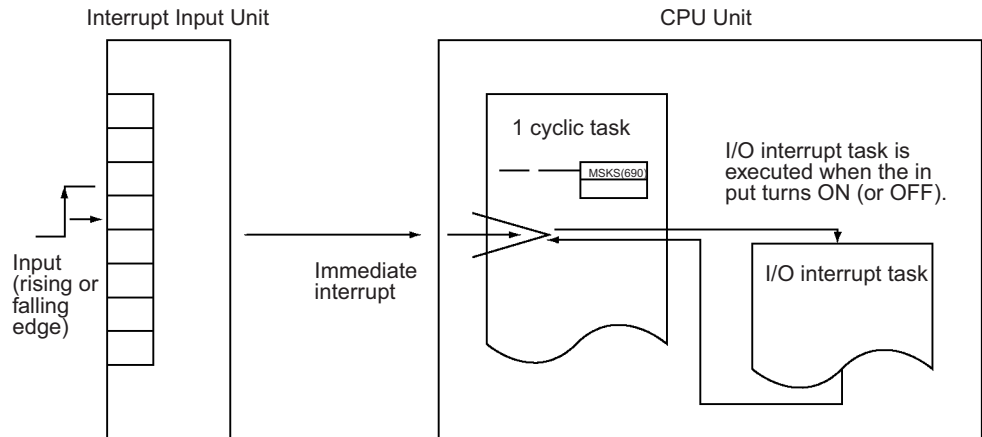 Interrupt Input Unit
CPU Unit
1 cyclic task
MSKS(690)
I/O interrupt task is
executed when the in
put turns ON (or OFF).
Input
(rising or
falling
edge)
Immediate
interrupt
I/O interrupt task